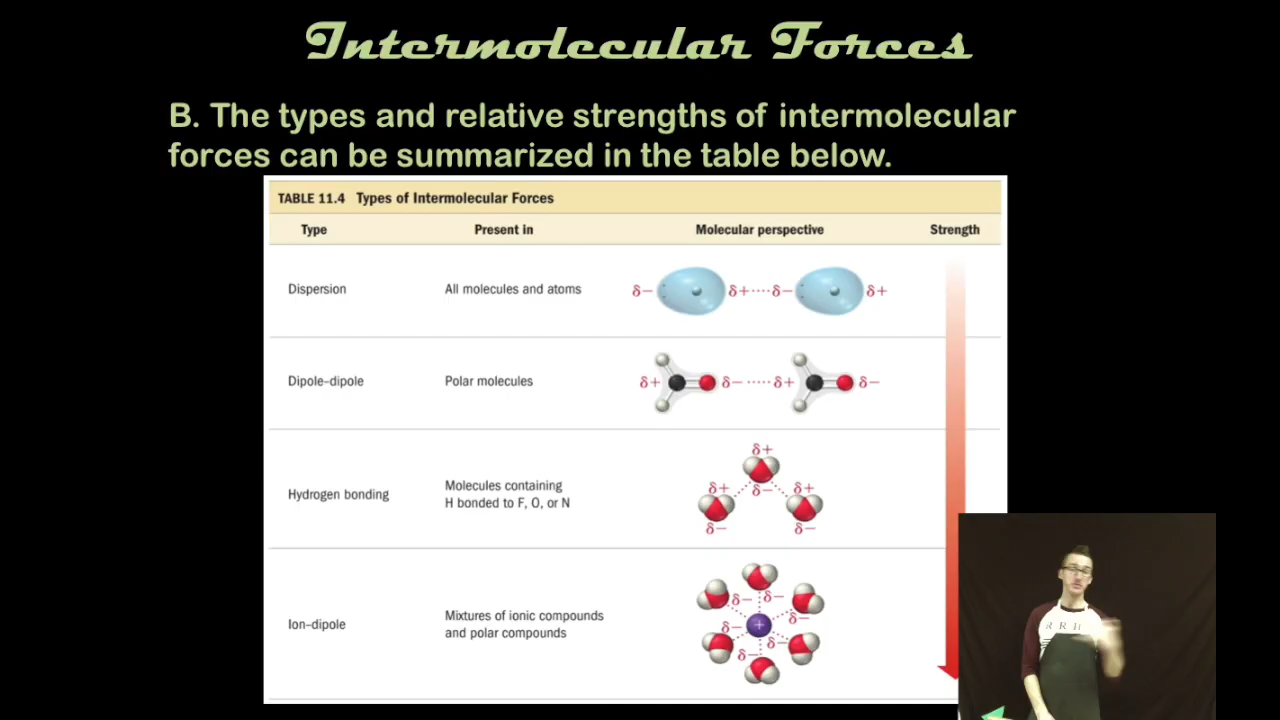 Intermolecular Forces
B. The types and relative strengths of intermolecular
forces can be summarized in the table below.
TABLE 11.4 Types of Intermolecular Forces
Type Present in Molecular perspective Strength
Dispersion All molecules and atoms δ− δ+ ···· δ− δ+
Dipole–dipole Polar molecules δ+ δ− ····· δ+ δ−
δ+
Hydrogen bonding Molecules containing δ+ δ− δ+
H bonded to F, O, or N
δ− δ−
δ− δ−
Ion–dipole Mixtures of ionic compounds δ− + δ−
and polar compounds δ−
δ−
R R H